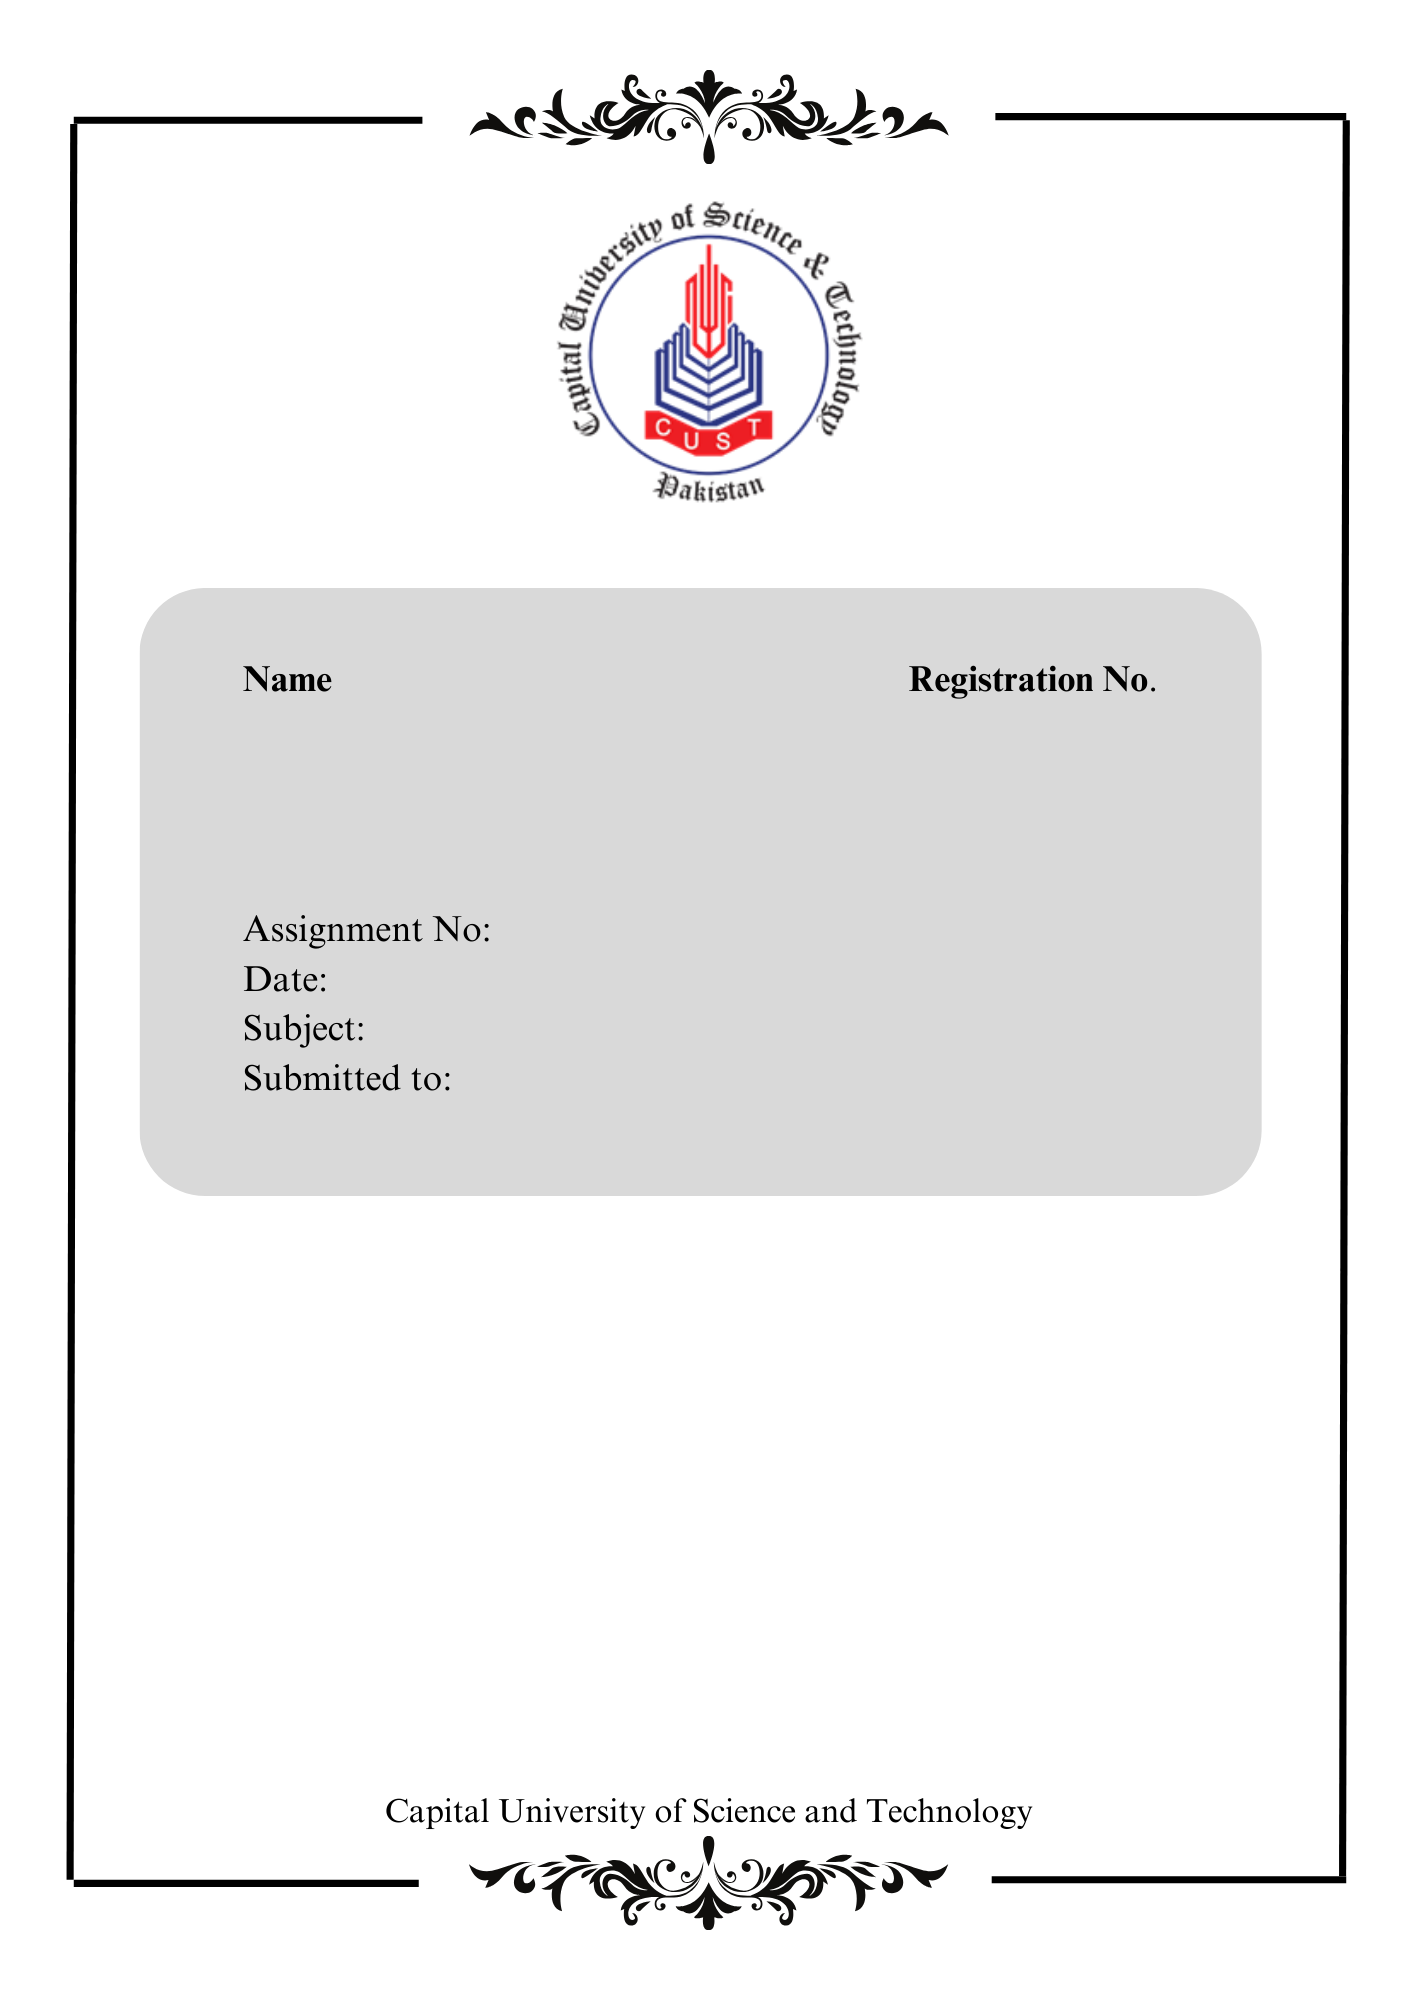 Capital University of Science & Technology
CUST
Pakistan
Name Registration No.
Assignment No:
Date:
Subject:
Submitted to:
Capital University of Science and Technology